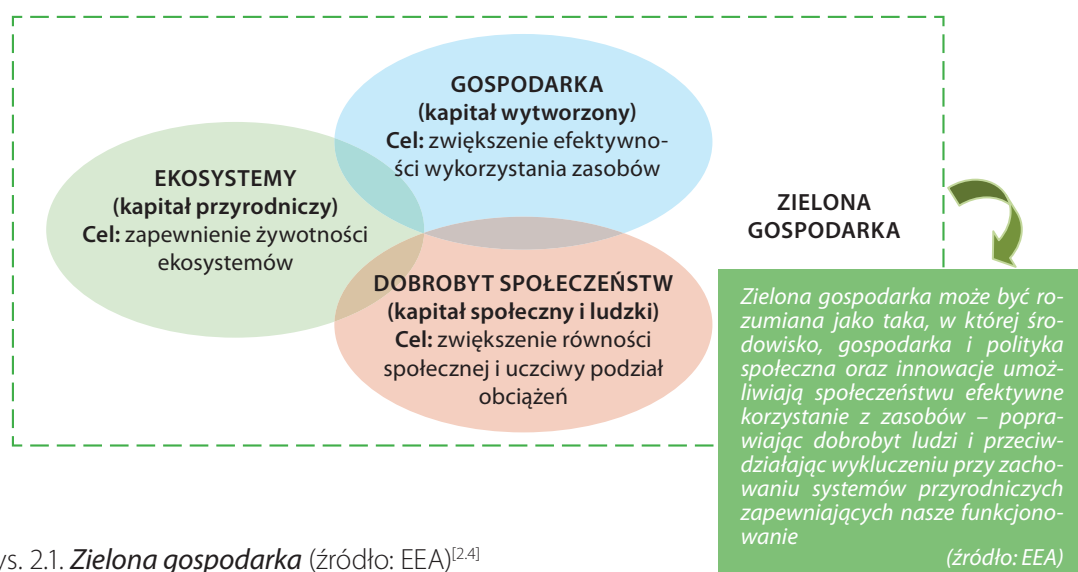 GOSPODARKA
(kapitał wytworzony)
Cel: zwiększenie efektywno-
ści wykorzystania zasobów
EKOSYSTEMY
(kapitał przyrodniczy)
Cel: zapewnienie żywotności
ekosystemów
DOBROBYT SPOŁECZEŃSTW
(kapitał społeczny i ludzki)
Cel: zwiększenie równości
społecznej i uczciwy podział
obciążeń
ZIELONA
GOSPODARKA
Zielona gospodarka może być ro-
zumiana jako taka, w której śro-
dowisko, gospodarka i polityka
społeczna oraz innowacje umoż-
liwiają społeczeństwu efektywne
korzystanie z zasobów – popra-
wiając dobrobyt ludzi i przeciw-
działając wykluczeniu przy zacho-
waniu systemów przyrodniczych
zapewniających nasze funkcjono-
wanie
(źródło: EEA)
ys. 2.1. Zielona gospodarka (źródło: EEA)[2.4]